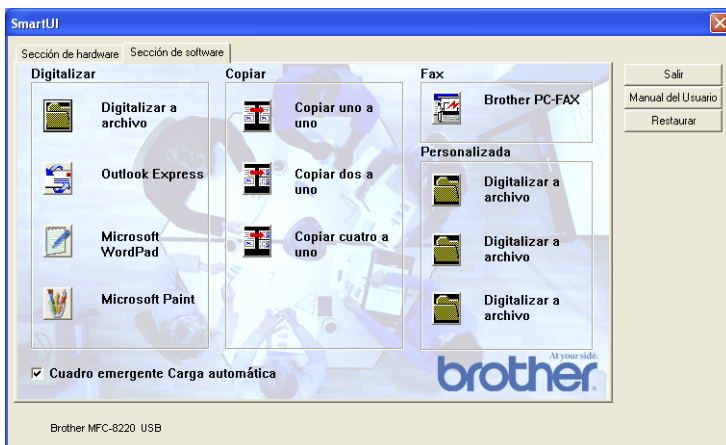 SmartUI
Sección de hardware
Sección de software
Digitalizar
Digitalizar a
archivo
Outlook Express
Microsoft
WordPad
Microsoft Paint
Copiar
Copiar uno a
uno
Copiar dos a
uno
Copiar cuatro a
uno
Fax
Brother PC-FAX
Personalizada
Digitalizar a
archivo
Digitalizar a
archivo
Digitalizar a
archivo
Salir
Manual del Usuario
Restaurar
Cuadro emergente Carga automática
At your side.
brother
Brother MFC-8220 USB